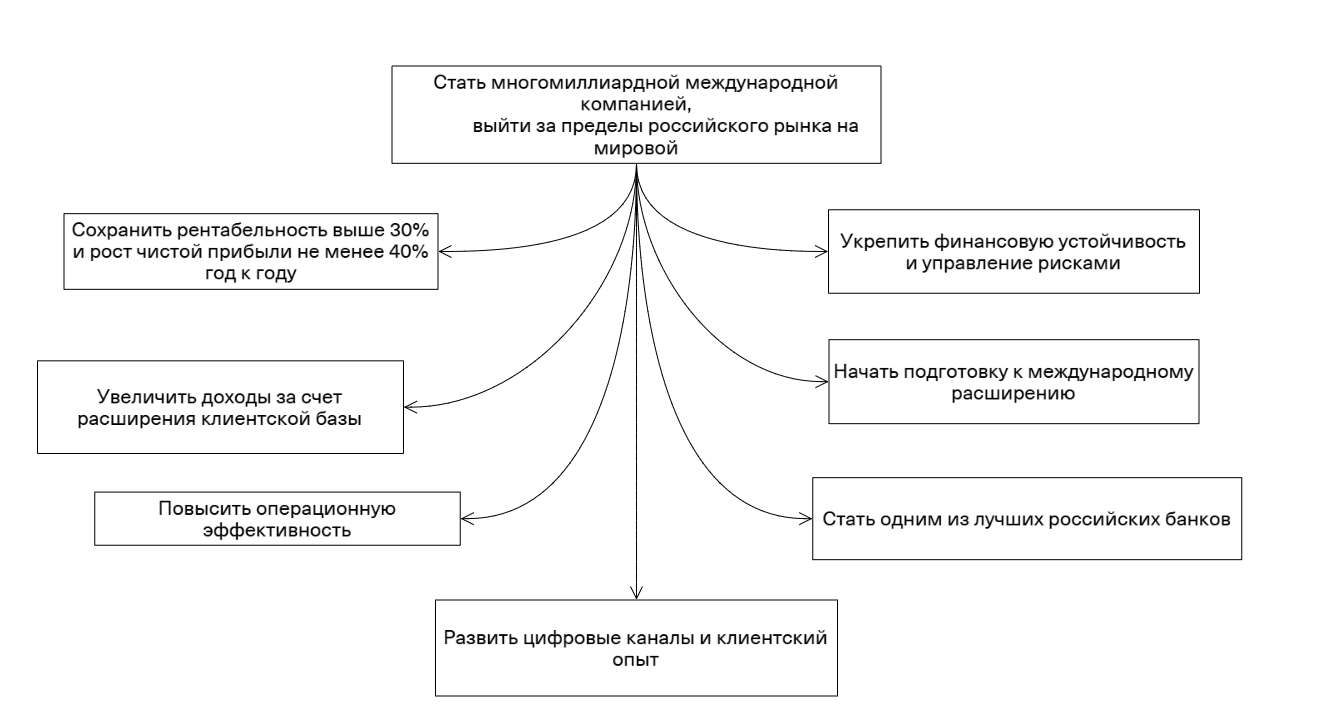 Стать многомиллиардной международной
компанией,
выйти за пределы российского рынка на
мировой
Сохранить рентабельность выше 30%
и рост чистой прибыли не менее 40%
год к году
Укрепить финансовую устойчивость
и управление рисками
Увеличить доходы за счет
расширения клиентской базы
Начать подготовку к международному
расширению
Повысить операционную
эффективность
Стать одним из лучших российских банков
Развить цифровые каналы и клиентский
опыт